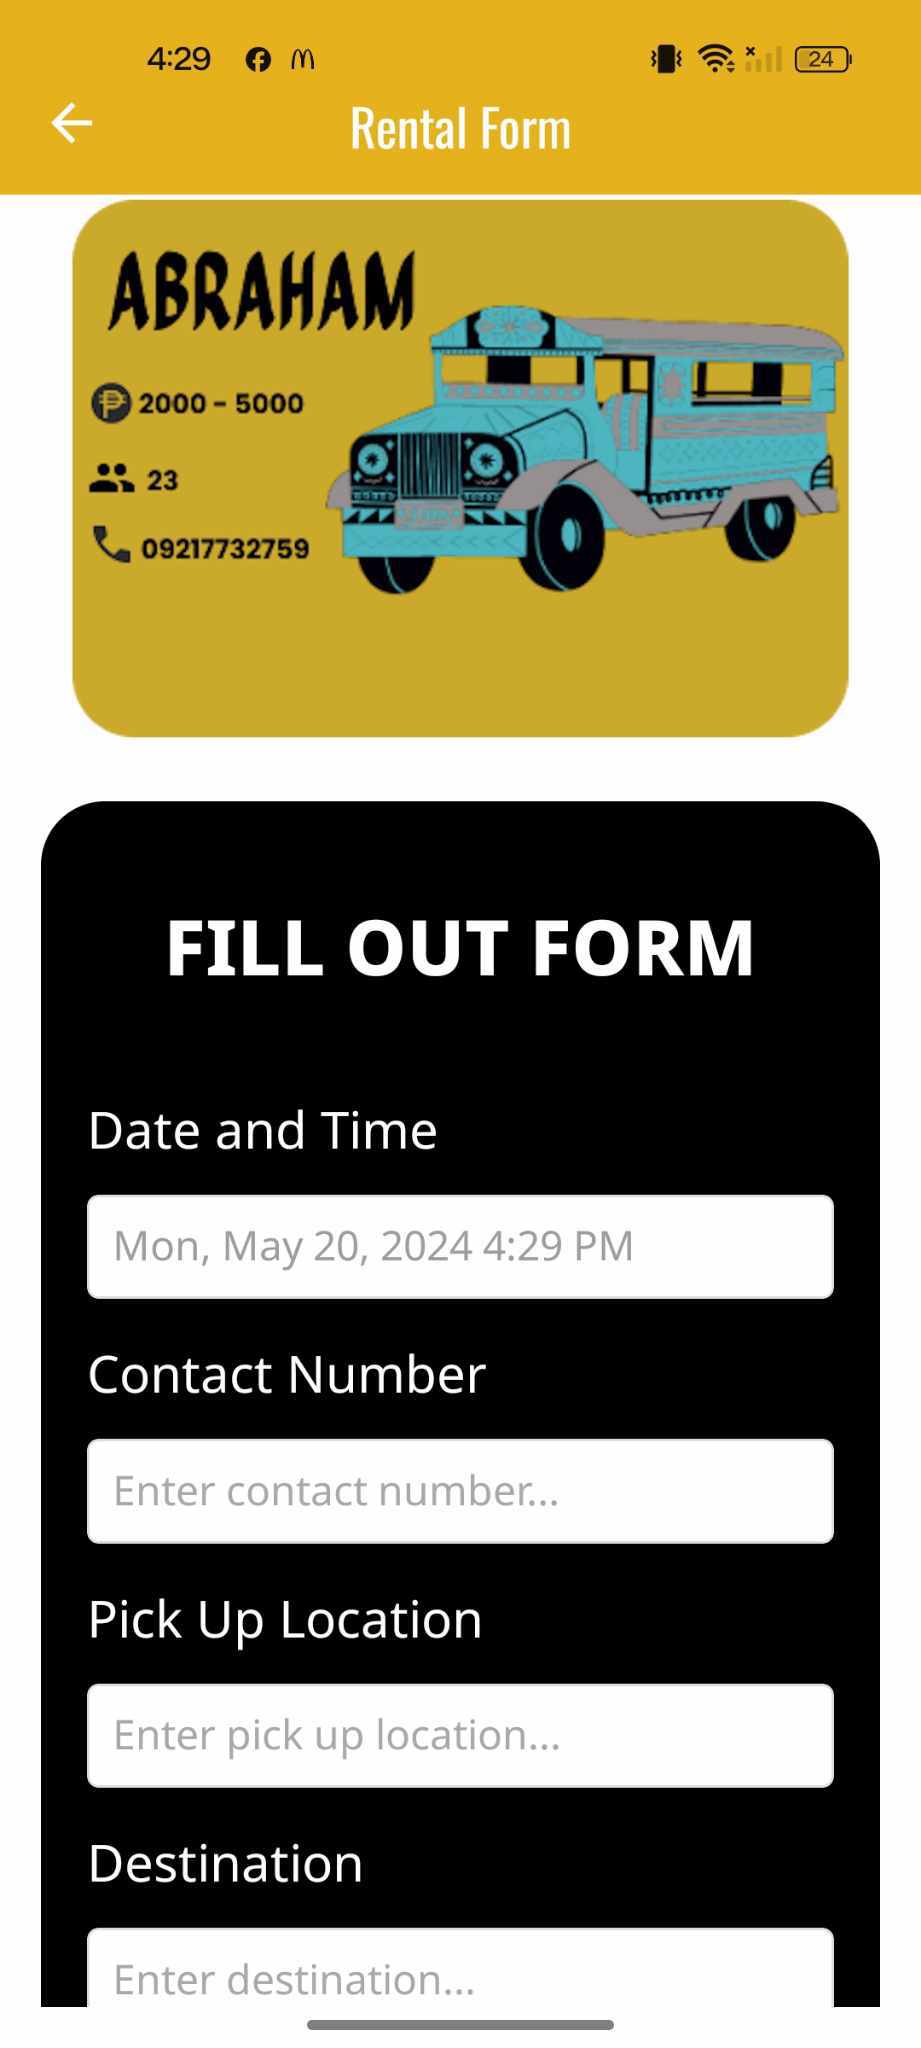 4:29
24
Rental Form
ABRAHAM
2000 - 5000
23
09217732759
FILL OUT FORM
Date and Time
Mon, May 20, 2024 4:29 PM
Contact Number
Enter contact number...
Pick Up Location
Enter pick up location...
Destination
Enter destination...